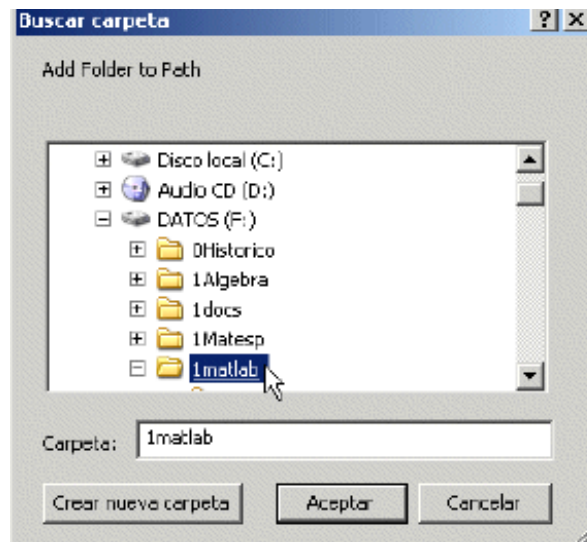 Buscar carpeta
Add Folder to Path
Disco local (C:)
Audio CD (D:)
DATOS (F:)
0Historico
1Algebra
1docs
1Matesp
1matlab
Carpeta: 1matlab
Crear nueva carpeta Aceptar Cancelar